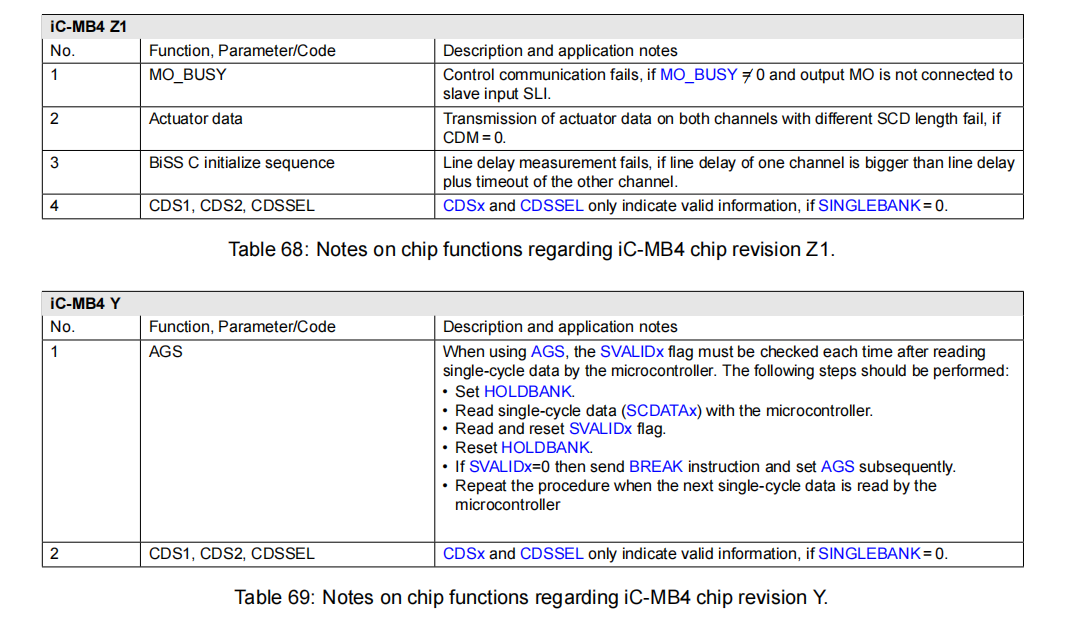 iC-MB4 Z1
No. Function, Parameter/Code Description and application notes
1 MO_BUSY Control communication fails, if MO_BUSY ≠ 0 and output MO is not connected to
slave input SLI.
2 Actuator data Transmission of actuator data on both channels with different SCD length fail, if
CDM = 0.
3 BiSS C initialize sequence Line delay measurement fails, if line delay of one channel is bigger than line delay
plus timeout of the other channel.
4 CDS1, CDS2, CDSSEL CDSx and CDSSEL only indicate valid information, if SINGLEBANK = 0.
Table 68: Notes on chip functions regarding iC-MB4 chip revision Z1.
iC-MB4 Y
No. Function, Parameter/Code Description and application notes
1 AGS When using AGS, the SVALIDx flag must be checked each time after reading
single-cycle data by the microcontroller. The following steps should be performed:
• Set HOLDBANK.
• Read single-cycle data (SCDATAx) with the microcontroller.
• Read and reset SVALIDx flag.
• Reset HOLDBANK.
• If SVALIDx=0 then send BREAK instruction and set AGS subsequently.
• Repeat the procedure when the next single-cycle data is read by the
microcontroller
2 CDS1, CDS2, CDSSEL CDSx and CDSSEL only indicate valid information, if SINGLEBANK = 0.
Table 69: Notes on chip functions regarding iC-MB4 chip revision Y.